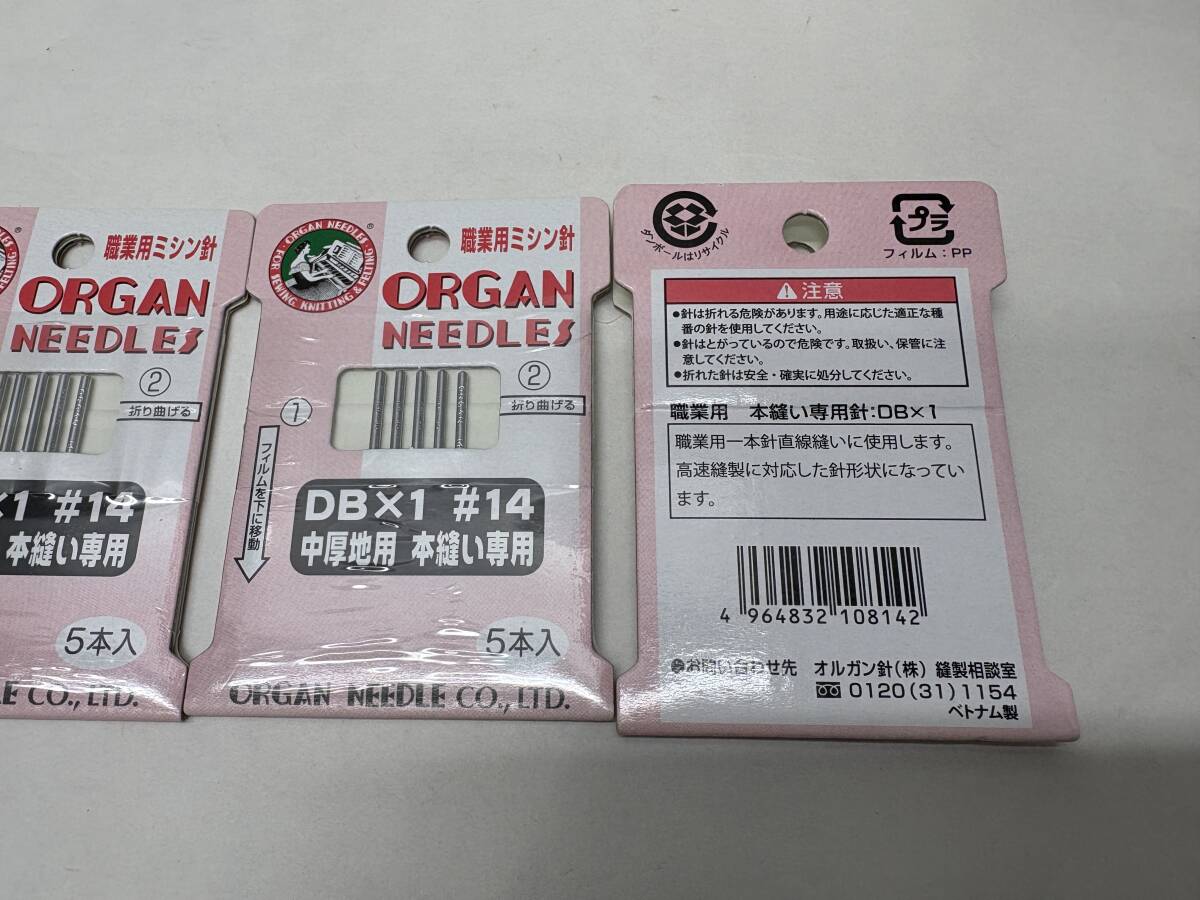 職業用ミシン針
ORGAN
NEEDLES
②
折り曲げる
×1 #14
本縫い専用
5本入
LE CO., LTD.
ORGAN NEEDLES
FOR SEWING, KNITTING & FELTING
®
職業用ミシン針
ORGAN
NEEDLES
①
②
折り曲げる
フィルムを下に移動
DB×1 #14
中厚地用 本縫い専用
5本入
ORGAN NEEDLE CO., LTD.
ダンボールはリサイクル
プラ
フィルム:PP
注意
●針は折れる危険があります。用途に応じた適正な種
番の針を使用してください。
●針はとがっているので危険です。取扱い、保管に注
意してください。
●折れた針は安全・確実に処分してください。
職業用 本縫い専用針:DB×1
職業用一本針直線縫いに使用します。
高速縫製に対応した針形状になってい
ます。
4 964832 108142
お問い合わせ先 オルガン針(株) 縫製相談室
0120(31)1154
ベトナム製